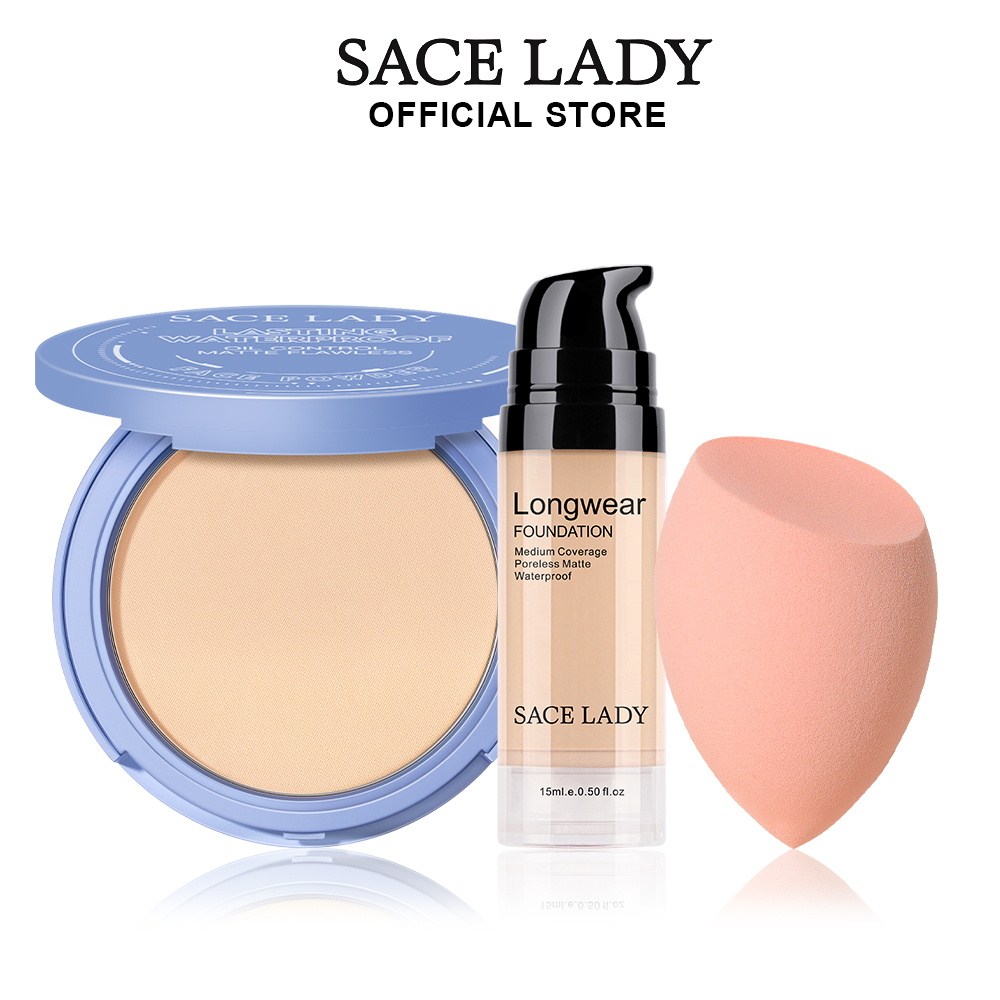 SACE LADY
OFFICIAL STORE
SACE LADY
LASTING
WATERPROOF
OIL CONTROL
MATTE FLAWLESS
FACE POWDER
Longwear
FOUNDATION
Medium Coverage
Poreless Matte
Waterproof
SACE LADY
15ml.e.0.50 fl.oz